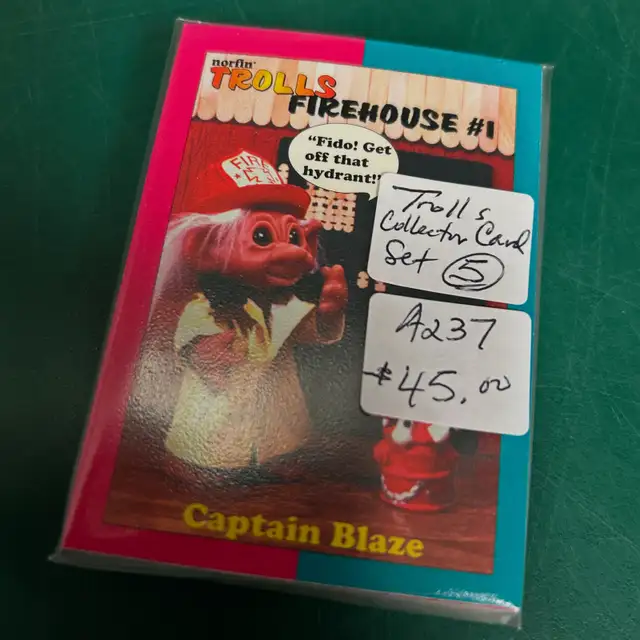 norfin®
TROLLS
FIREHOUSE #1
"Fido! Get
off that
hydrant!"
FIRE
Trolls
Collector Card
Set 5
A237
$45.00
Captain Blaze